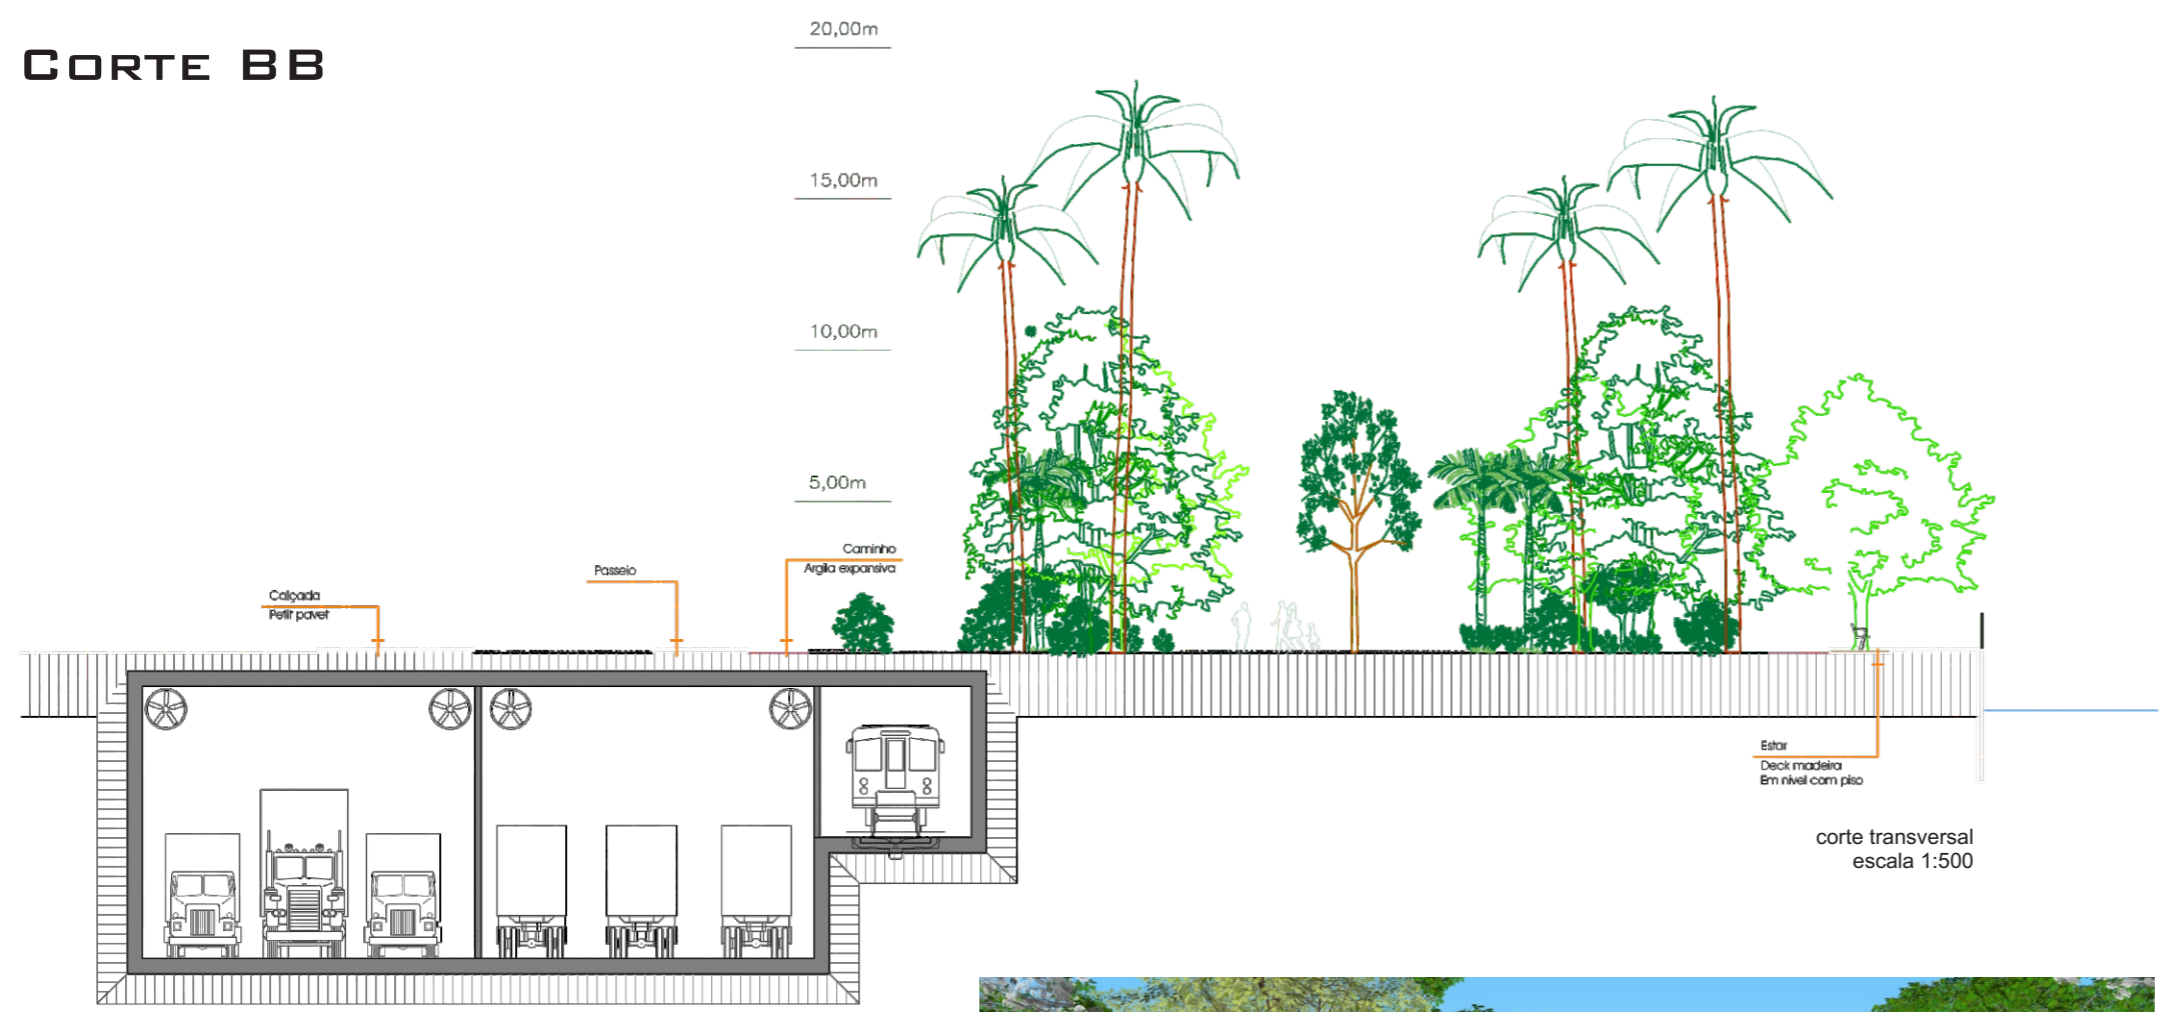 CORTE BB
20,00m
15,00m
10,00m
5,00m
Caminho
Argila expansiva
Passeio
Calçada
Petit pavet
Estar
Deck madeira
Em nível com piso
corte transversal
escala 1:500